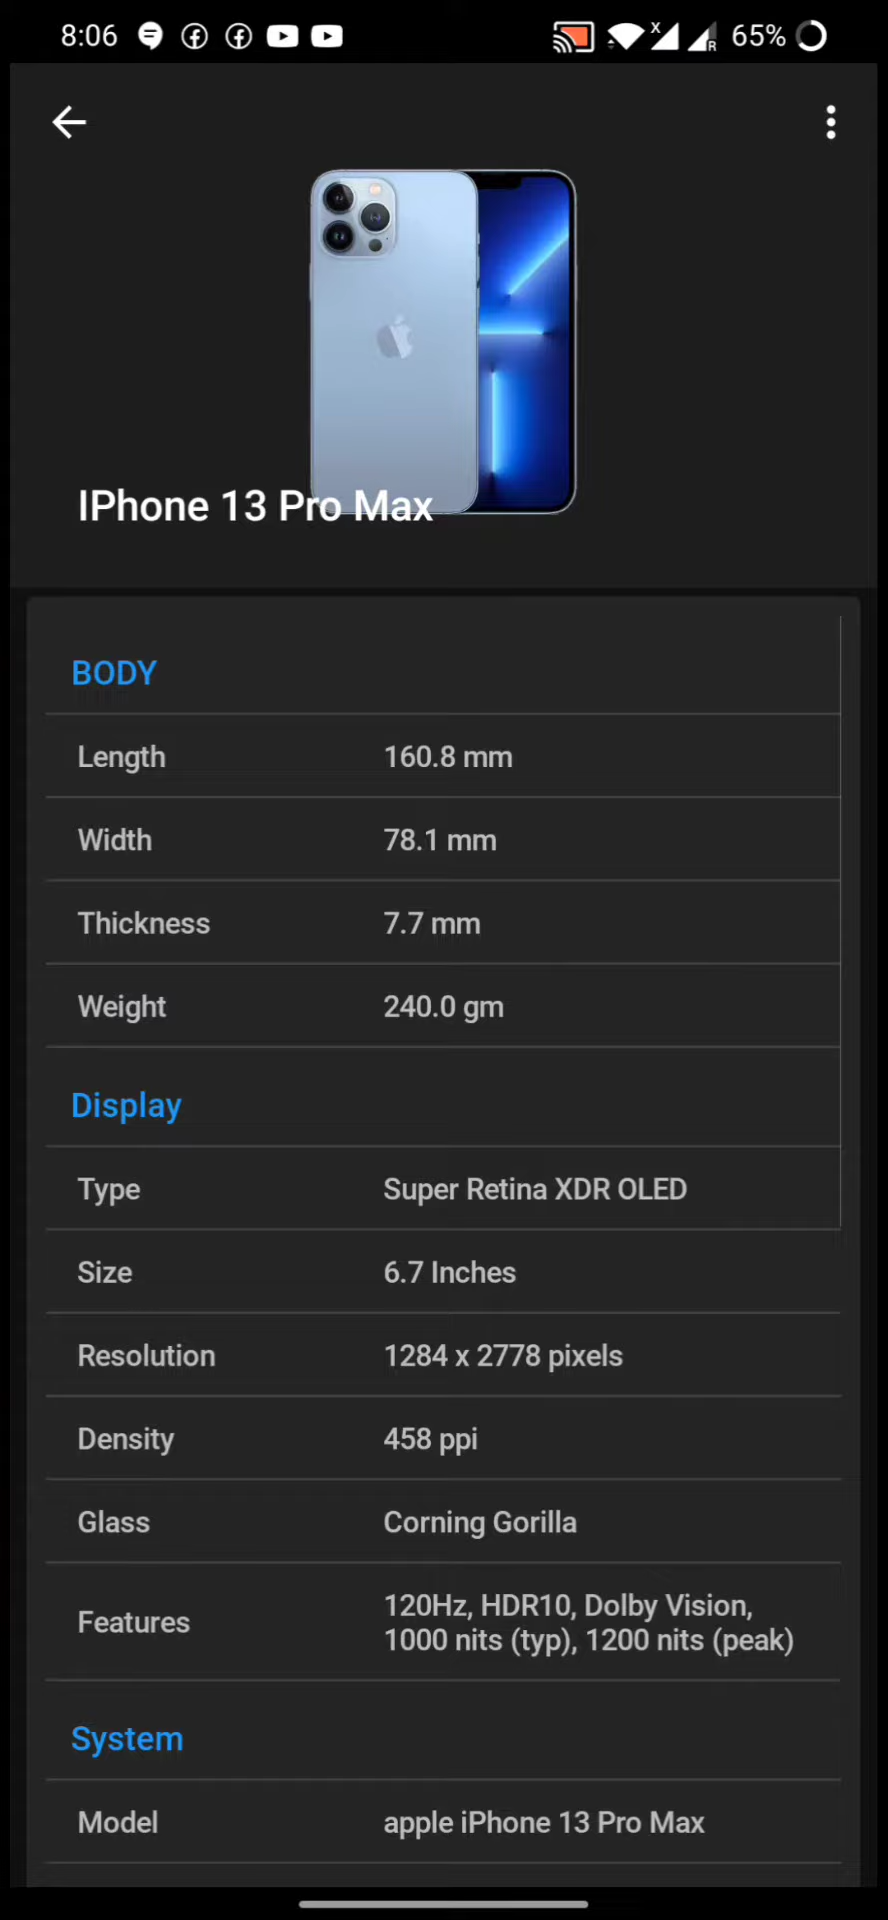 8:06
65%
IPhone 13 Pro Max
BODY
Length 160.8 mm
Width 78.1 mm
Thickness 7.7 mm
Weight 240.0 gm
Display
Type Super Retina XDR OLED
Size 6.7 Inches
Resolution 1284 x 2778 pixels
Density 458 ppi
Glass Corning Gorilla
Features 120Hz, HDR10, Dolby Vision,
1000 nits (typ), 1200 nits (peak)
System
Model apple iPhone 13 Pro Max